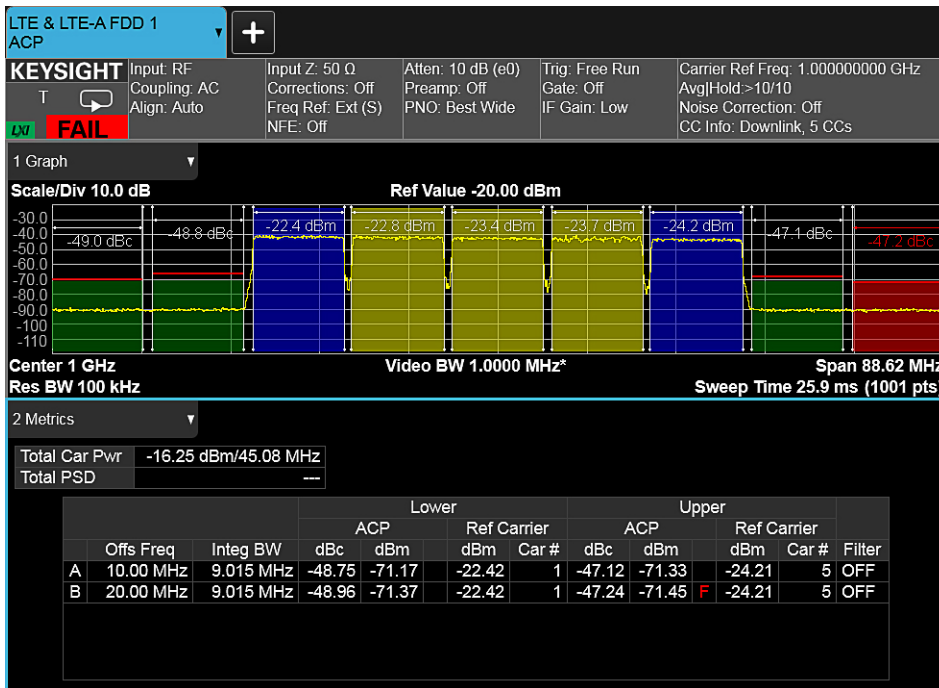 LTE & LTE-A FDD 1
ACP
+
KEYSIGHT
T
LXI
FAIL
Input: RF
Coupling: AC
Align: Auto
Input Z: 50 Ω
Corrections: Off
Freq Ref: Ext (S)
NFE: Off
Atten: 10 dB (e0)
Preamp: Off
PNO: Best Wide
Trig: Free Run
Gate: Off
IF Gain: Low
Carrier Ref Freq: 1.000000000 GHz
Avg|Hold:>10/10
Noise Correction: Off
CC Info: Downlink, 5 CCs
1 Graph
Scale/Div 10.0 dB
Ref Value -20.00 dBm
-30.0
-40.0
-50.0
-60.0
-70.0
-80.0
-90.0
-100
-110
-49.0 dBc
-48.8 dBc
-22.4 dBm
-22.8 dBm
-23.4 dBm
-23.7 dBm
-24.2 dBm
-47.1 dBc
-47.2 dBc
Center 1 GHz
Video BW 1.0000 MHz*
Span 88.62 MHz
Res BW 100 kHz
Sweep Time 25.9 ms (1001 pts)
2 Metrics
Total Car Pwr -16.25 dBm/45.08 MHz
Total PSD ---
Lower Upper
ACP Ref Carrier ACP Ref Carrier
Offs Freq Integ BW dBc dBm dBm Car # dBc dBm dBm Car # Filter
A 10.00 MHz 9.015 MHz -48.75 -71.17 -22.42 1 -47.12 -71.33 -24.21 5 OFF
B 20.00 MHz 9.015 MHz -48.96 -71.37 -22.42 1 -47.24 -71.45 F -24.21 5 OFF